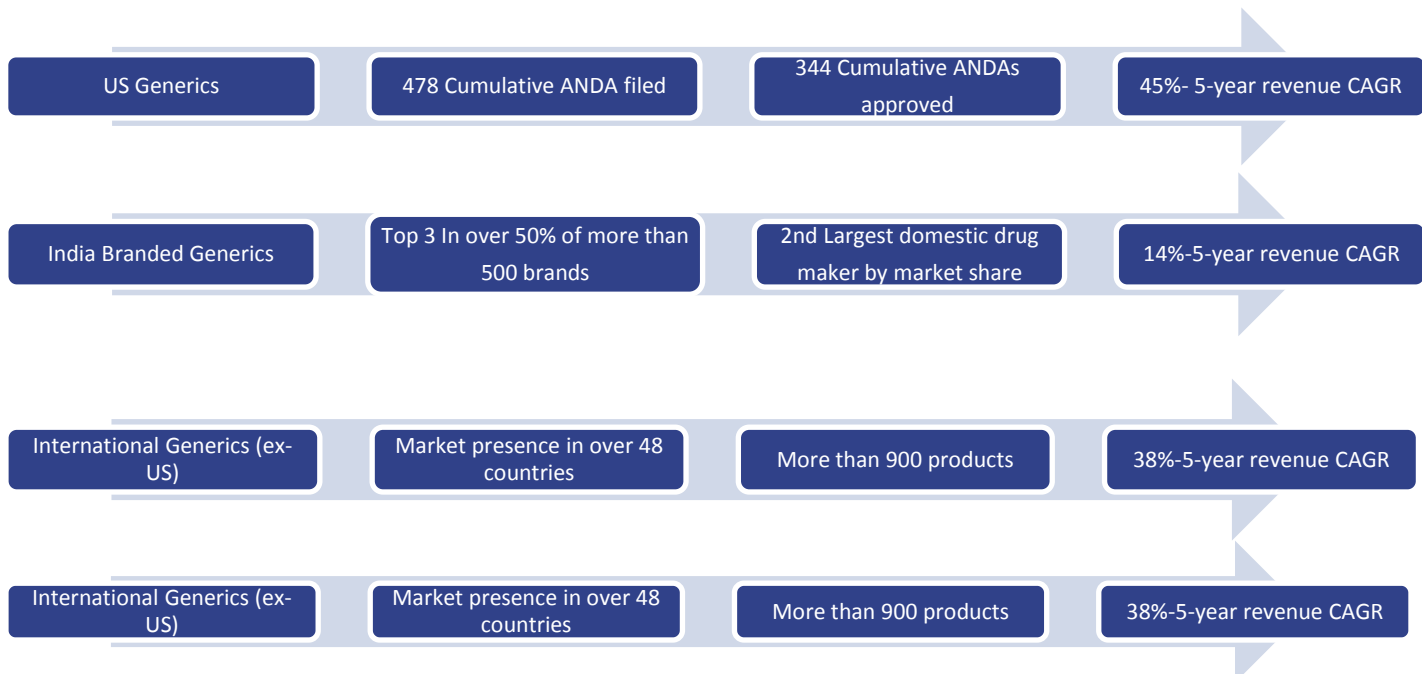 US Generics
478 Cumulative ANDA filed
344 Cumulative ANDAs
approved
45%- 5-year revenue CAGR
India Branded Generics
Top 3 In over 50% of more than
500 brands
2nd Largest domestic drug
maker by market share
14%-5-year revenue CAGR
International Generics (ex-
US)
Market presence in over 48
countries
More than 900 products
38%-5-year revenue CAGR
International Generics (ex-
US)
Market presence in over 48
countries
More than 900 products
38%-5-year revenue CAGR